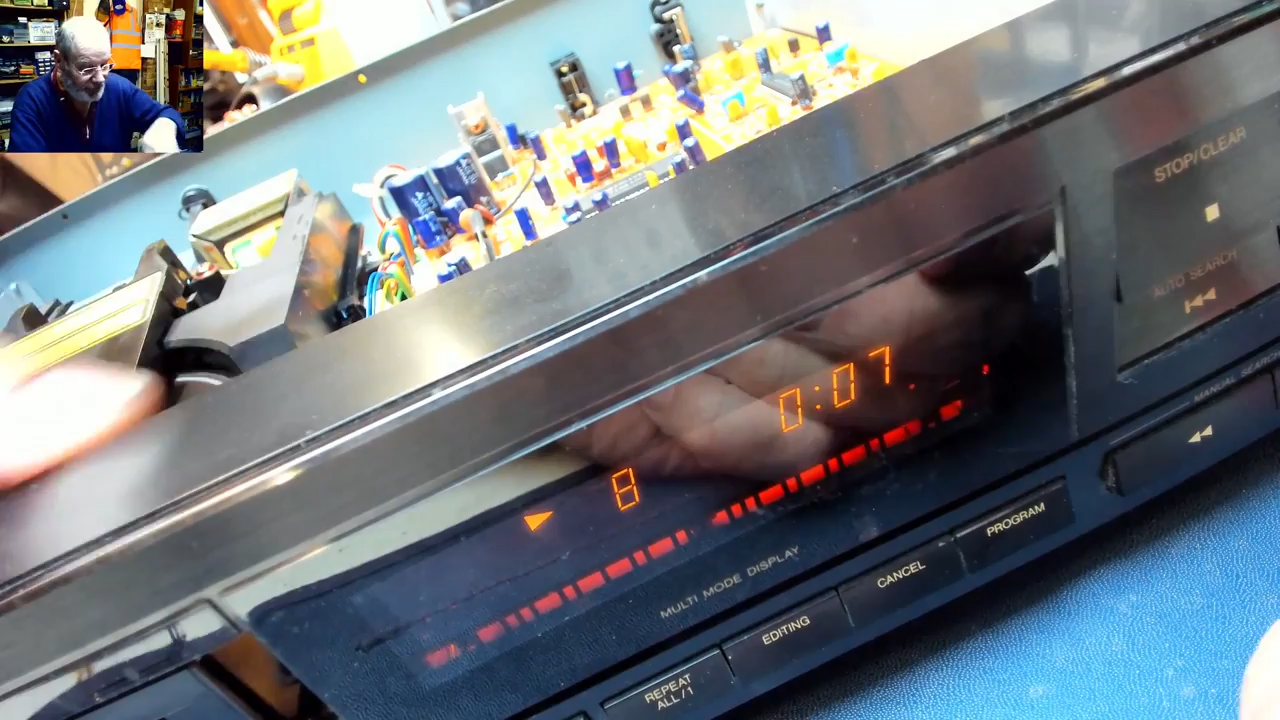 STOP/CLEAR
AUTO SEARCH
MANUAL SEARCH
8 0:07
MULTI MODE DISPLAY
PROGRAM
CANCEL
EDITING
REPEAT
ALL/1